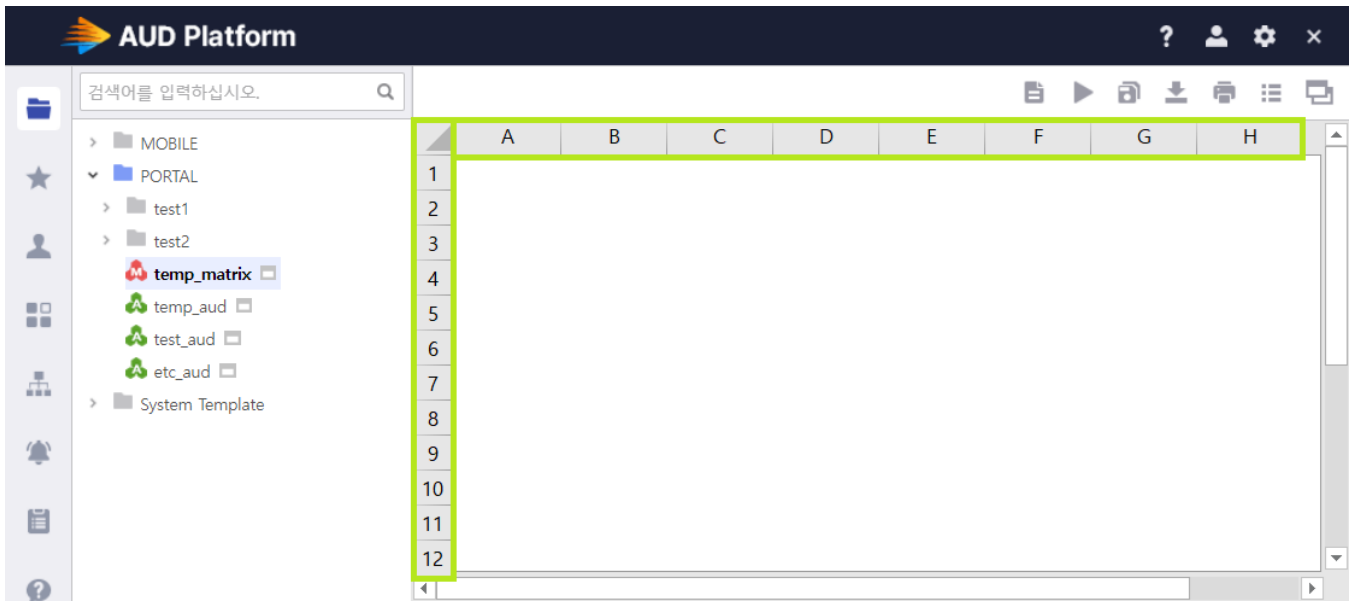 AUD Platform
?
검색어를 입력하십시오.
MOBILE
PORTAL
test1
test2
temp_matrix
temp_aud
test_aud
etc_aud
System Template
A B C D E F G H
1
2
3
4
5
6
7
8
9
10
11
12